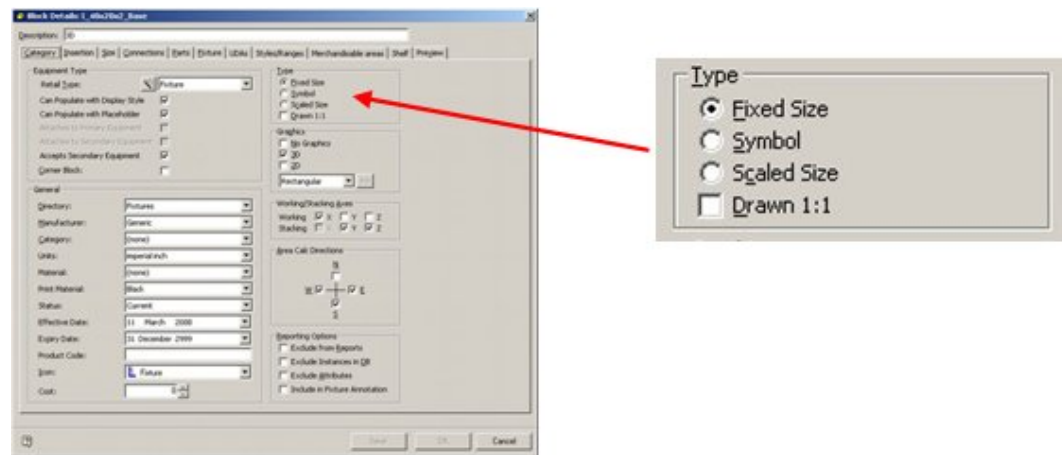 Block Details: 1_48x28x2_Base
Description: 3D
Category Insertion Size Connections Parts Fixture UDAs Styles/Ranges Merchandisable areas Shelf Preview
Equipment Type
Retail Type: Fixture
Can Populate with Display Style
Can Populate with Placeholder
Attaches to Primary Equipment
Attaches to Secondary Equipment
Accepts Secondary Equipment
Corner Block:
General
Directory: Fixtures
Manufacturer: Generic
Category: (none)
Units: Imperial inch
Material: (none)
Print Material: Black
Status: Current
Effective Date: 11 March 2008
Expiry Date: 31 December 2999
Product Code:
Icon: Fixture
Cost: 0
Type
Fixed Size
Symbol
Scaled Size
Drawn 1:1
Graphics
No Graphics
3D
2D
Rectangular
Working/Stacking Axes
Working X Y Z
Stacking Y Z
Area Calc Directions
N
W E
S
Reporting Options
Exclude from Reports
Exclude Instances in QR
Exclude Attributes
Include in Fixture Annotation
Save OK Cancel
Type
Fixed Size
Symbol
Scaled Size
Drawn 1:1